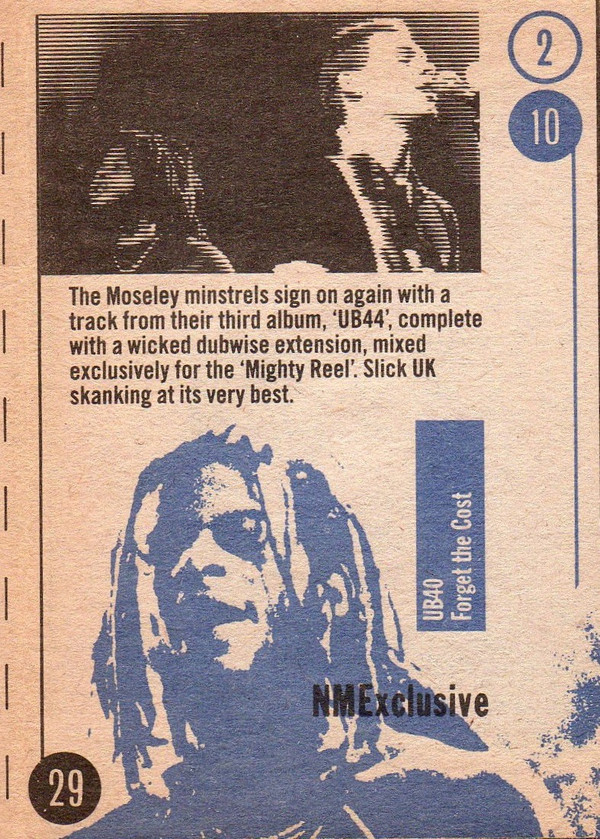 2
10
The Moseley minstrels sign on again with a
track from their third album, ‘UB44’, complete
with a wicked dubwise extension, mixed
exclusively for the ‘Mighty Reel’. Slick UK
skanking at its very best.
UB40
Forget the Cost
NMExclusive
29